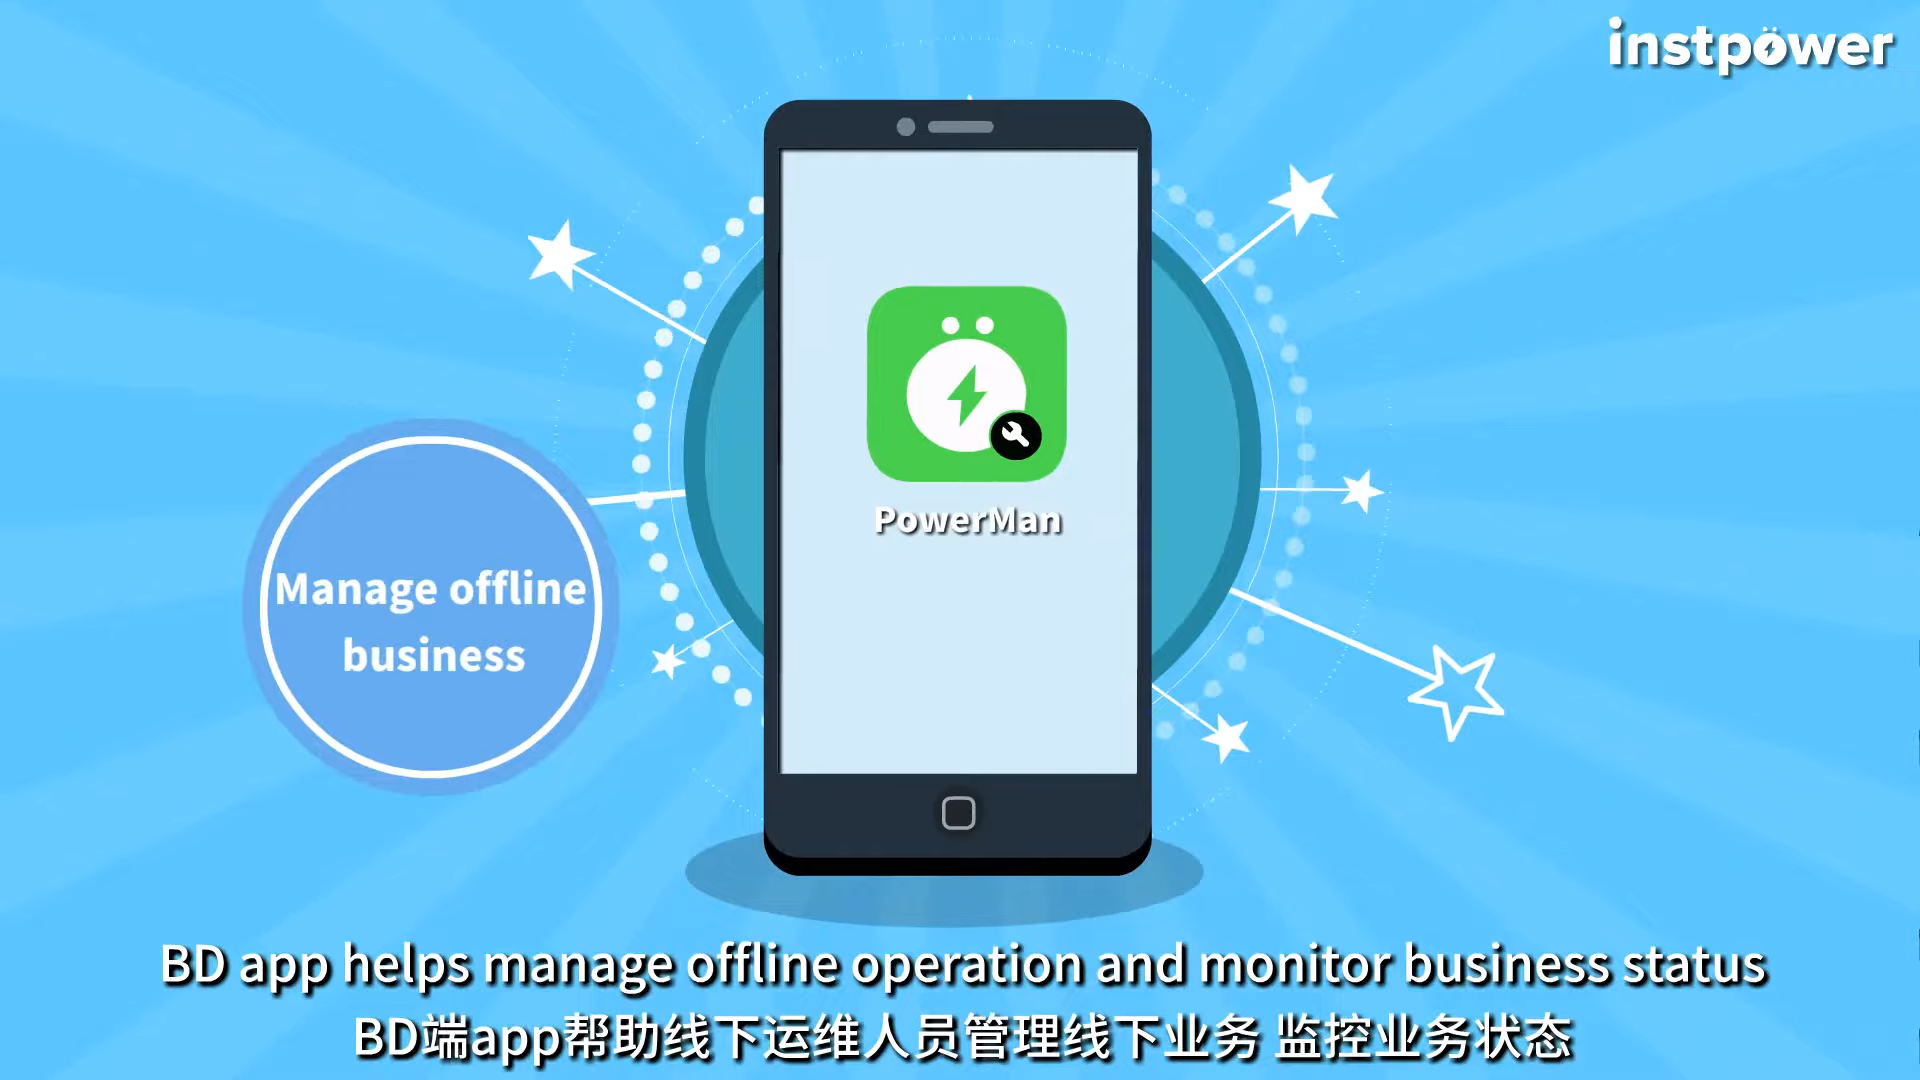 instpower
PowerMan
Manage offline
business
BD app helps manage offline operation and monitor business status
BD端app帮助线下运维人员管理线下业务 监控业务状态